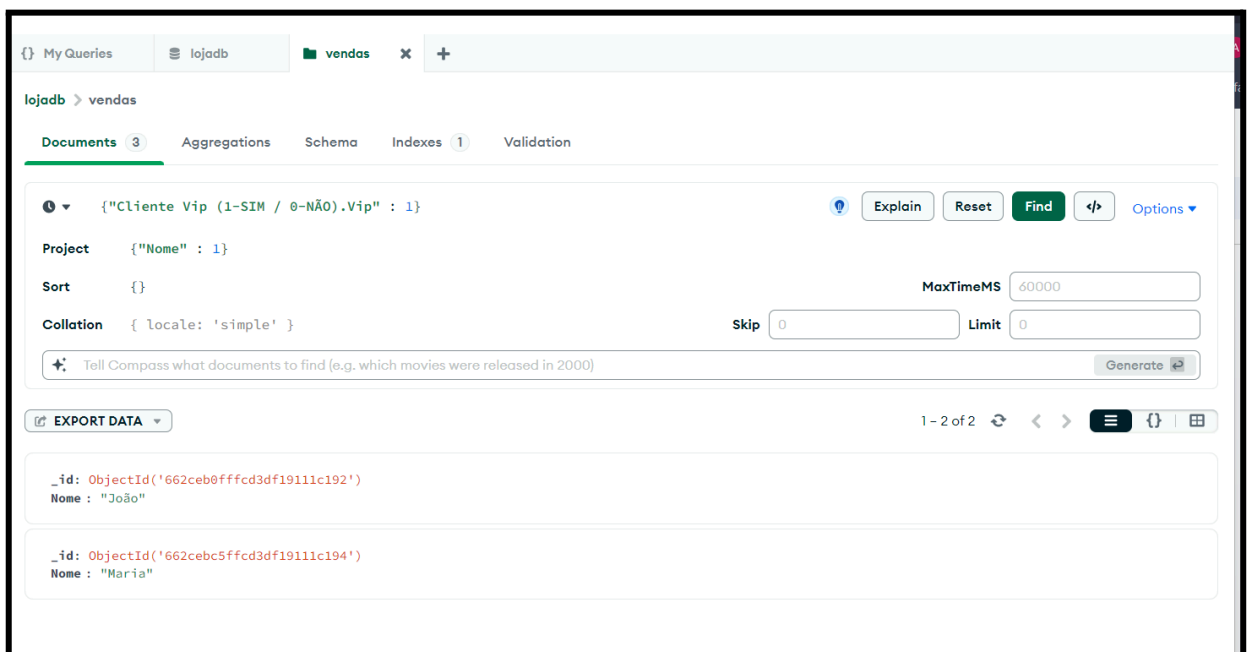 {} My Queries lojadb vendas × +
lojadb > vendas
Documents 3 Aggregations Schema Indexes 1 Validation
{"Cliente Vip (1-SIM / 0-NÃO).Vip" : 1} Explain Reset Find </> Options
Project {"Nome" : 1}
Sort {} MaxTimeMS 60000
Collation { locale: 'simple' } Skip 0 Limit 0
Tell Compass what documents to find (e.g. which movies were released in 2000) Generate
EXPORT DATA 1 – 2 of 2 {}
_id: ObjectId('662ceb0fffcd3df19111c192')
Nome : "João"
_id: ObjectId('662cebc5ffcd3df19111c194')
Nome : "Maria"